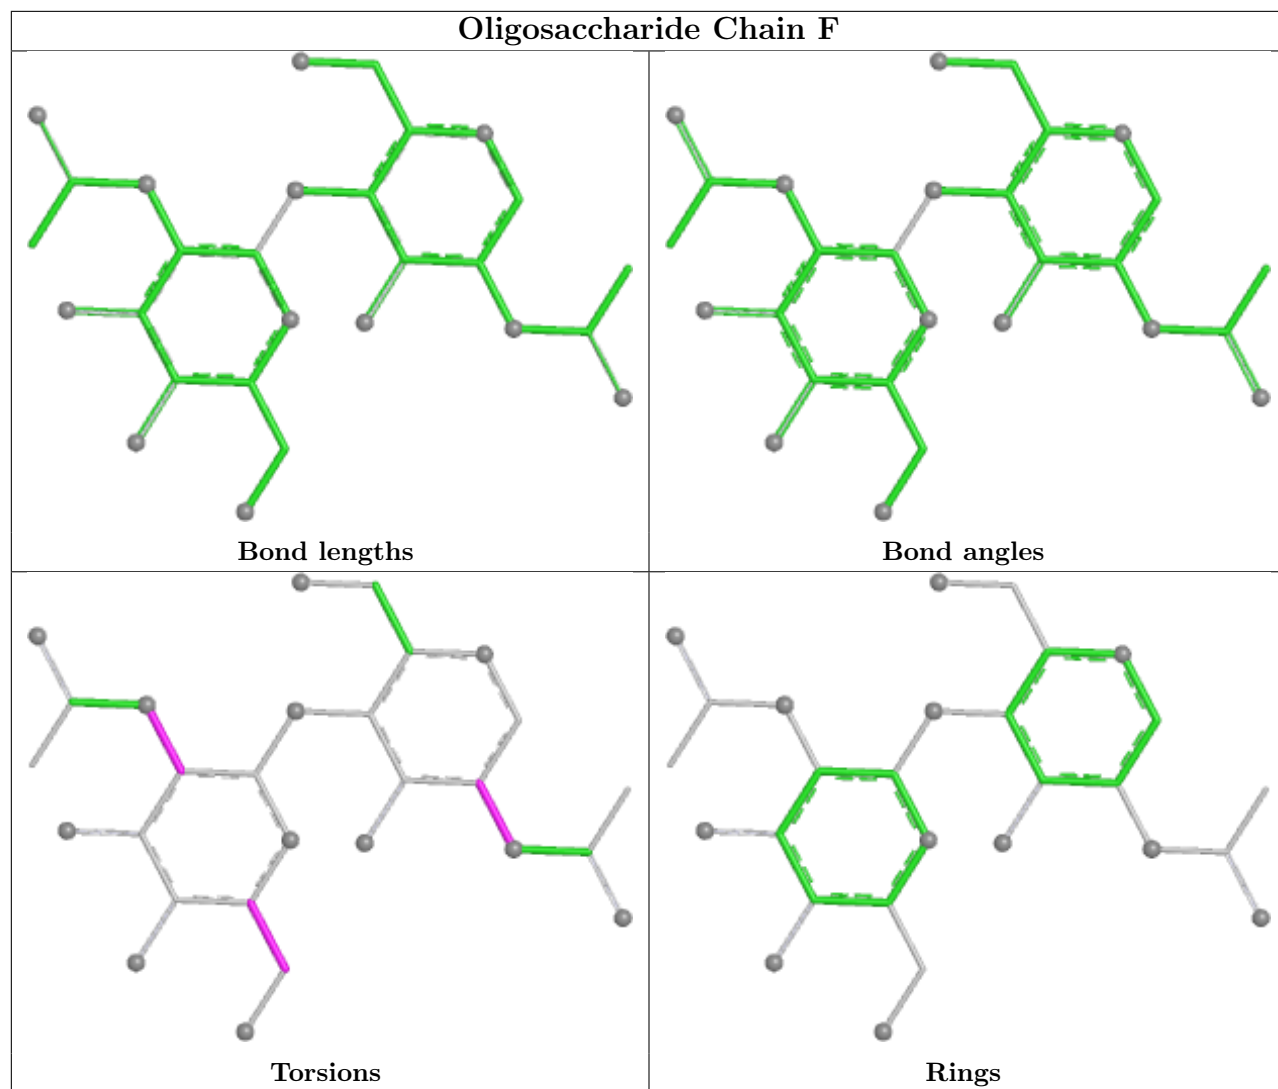 Oligosaccharide Chain F
Bond lengths
Bond angles
Torsions
Rings